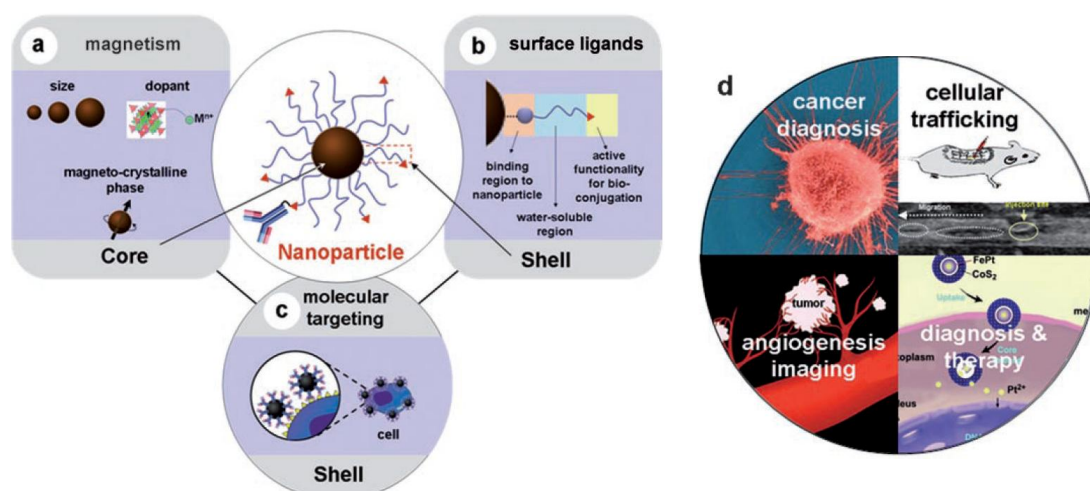 a
magnetism
size
dopant
Mn+
magneto-crystalline
phase
Core
Nanoparticle
b
surface ligands
binding
region to
nanoparticle
water-soluble
region
active
functionality
for bio-
conjugation
Shell
c
molecular
targeting
cell
Shell
d
cancer
diagnosis
cellular
trafficking
Migration
injection site
tumor
angiogenesis
imaging
FePt
CoS2
Uptake
diagnosis &
therapy
Core
Pt2+